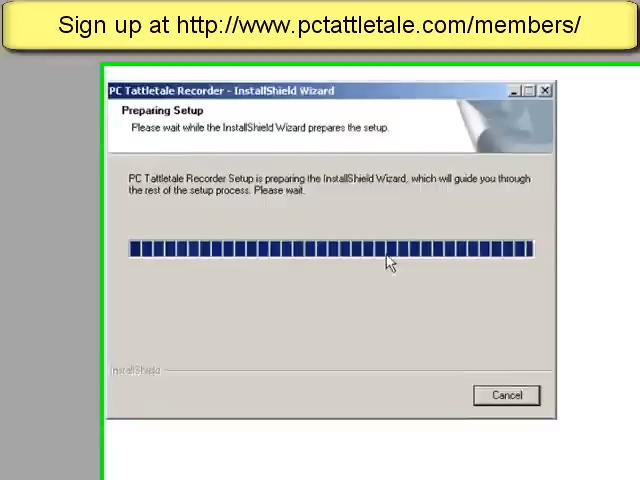 Sign up at http://www.pctattletale.com/members/
PC Tattletale Recorder - InstallShield Wizard
Preparing Setup
Please wait while the InstallShield Wizard prepares the setup.
PC Tattletale Recorder Setup is preparing the InstallShield Wizard, which will guide you through
the rest of the setup process. Please wait.
InstallShield
Cancel